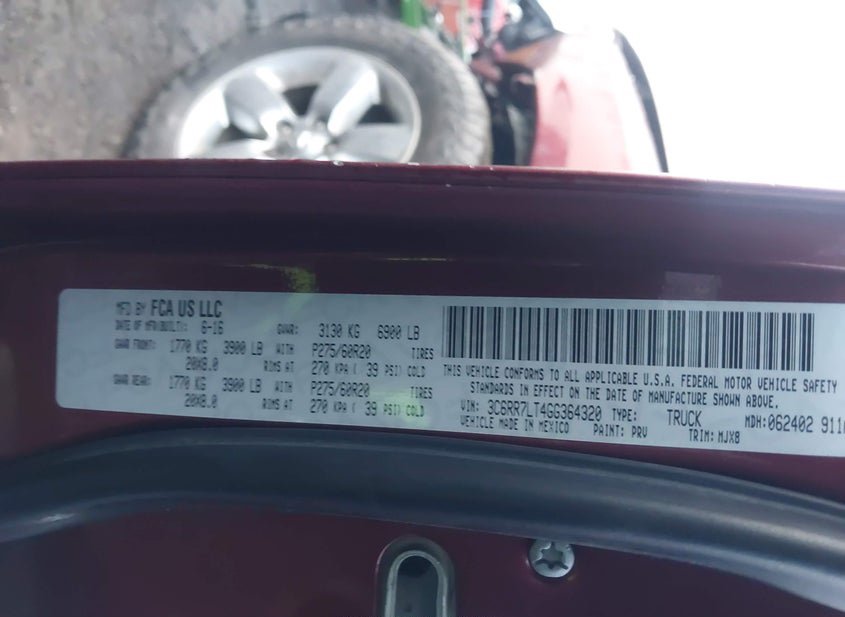 MFD BY FCA US LLC
DATE OF MFR(BUILT): 6-16 GVWR: 3130 KG 6900 LB
GAWR FRONT: 1770 KG 3900 LB WITH P275/60R20 TIRES
20X8.0 RIMS AT 270 KPA ( 39 PSI) COLD
GAWR REAR: 1770 KG 3900 LB WITH P275/60R20 TIRES
20X8.0 RIMS AT 270 KPA ( 39 PSI) COLD
THIS VEHICLE CONFORMS TO ALL APPLICABLE U.S.A. FEDERAL MOTOR VEHICLE SAFETY
STANDARDS IN EFFECT ON THE DATE OF MANUFACTURE SHOWN ABOVE.
VIN: 3C6RR7LT4GG364320 TYPE: TRUCK MDH:062402 911
VEHICLE MADE IN MEXICO PAINT: PRV TRIM: MJX8